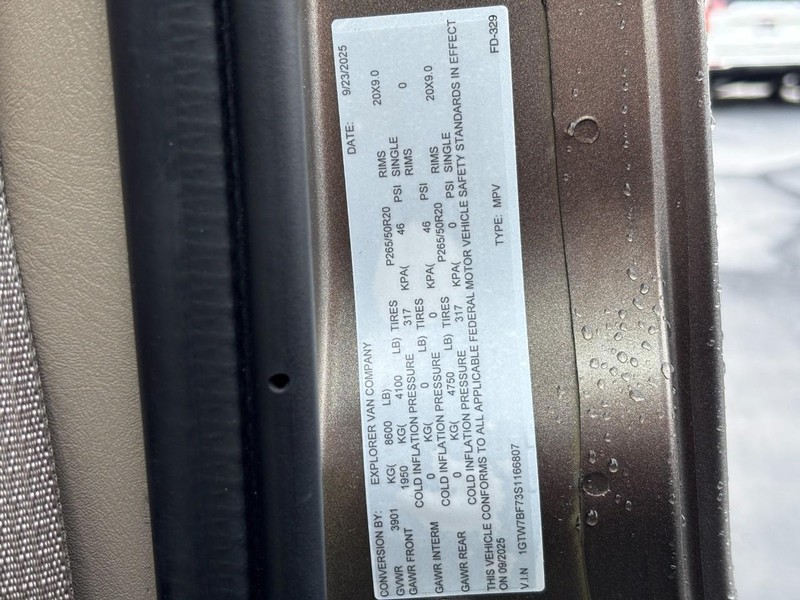 DATE: 9/23/2025
CONVERSION BY: EXPLORER VAN COMPANY
GVWR 3901 KG( 8600 LB)
GAWR FRONT 1950 KG( 4100 LB) TIRES P265/50R20 RIMS 20X9.0
COLD INFLATION PRESSURE 317 KPA( 46 PSI SINGLE 0
GAWR INTERM 0 KG( 0 LB) TIRES RIMS
COLD INFLATION PRESSURE 0 KPA( 46 PSI
GAWR REAR 0 KG( 4750 LB) TIRES P265/50R20 RIMS 20X9.0
COLD INFLATION PRESSURE 317 KPA( 0 PSI SINGLE
THIS VEHICLE CONFORMS TO ALL APPLICABLE FEDERAL MOTOR VEHICLE SAFETY STANDARDS IN EFFECT
ON 09/2025
V.I.N 1GTW7BF73S1166807 TYPE: MPV FD-329